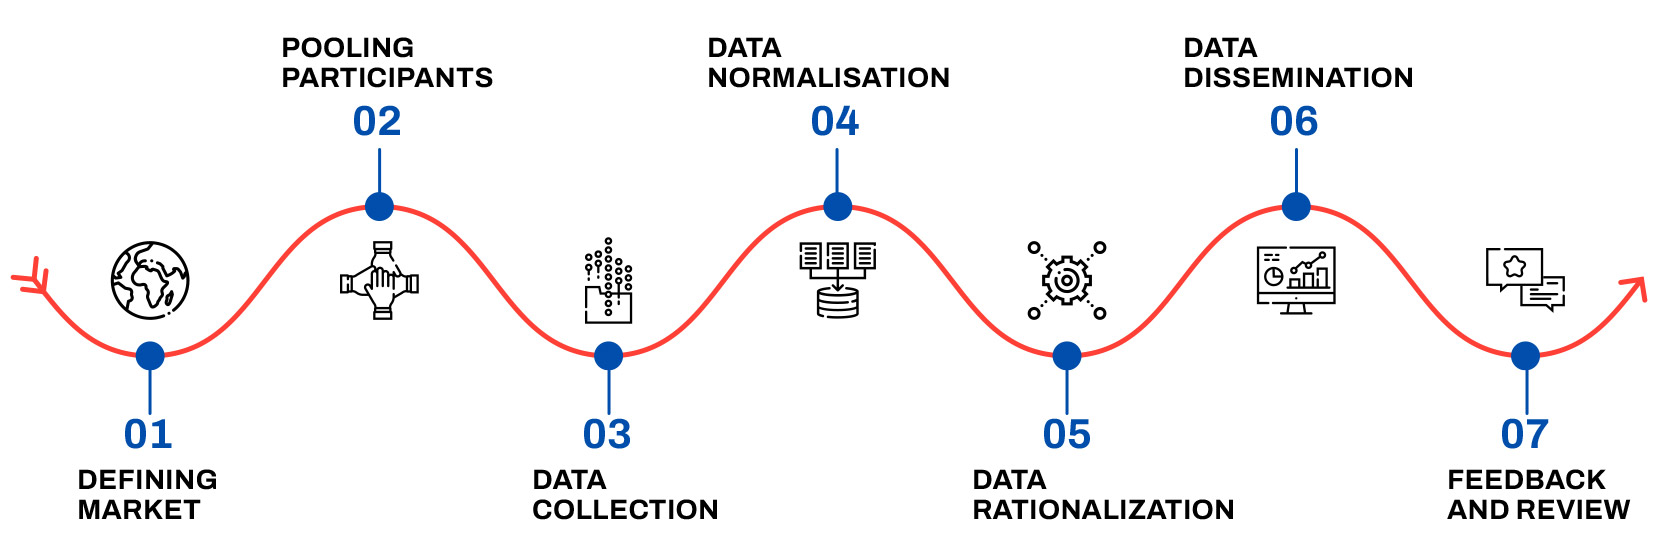 01
DEFINING
MARKET
POOLING
PARTICIPANTS
02
03
DATA
COLLECTION
DATA
NORMALISATION
04
05
DATA
RATIONALIZATION
DATA
DISSEMINATION
06
07
FEEDBACK
AND REVIEW